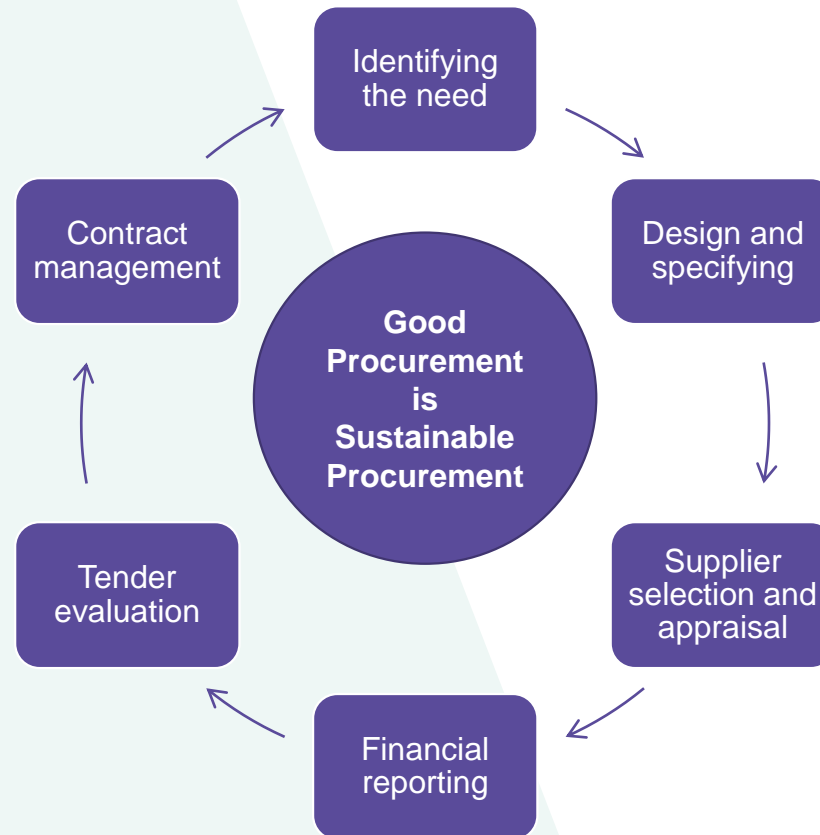 Identifying
the need
Design and
specifying
Supplier
selection and
appraisal
Financial
reporting
Tender
evaluation
Contract
management
Good
Procurement
is
Sustainable
Procurement